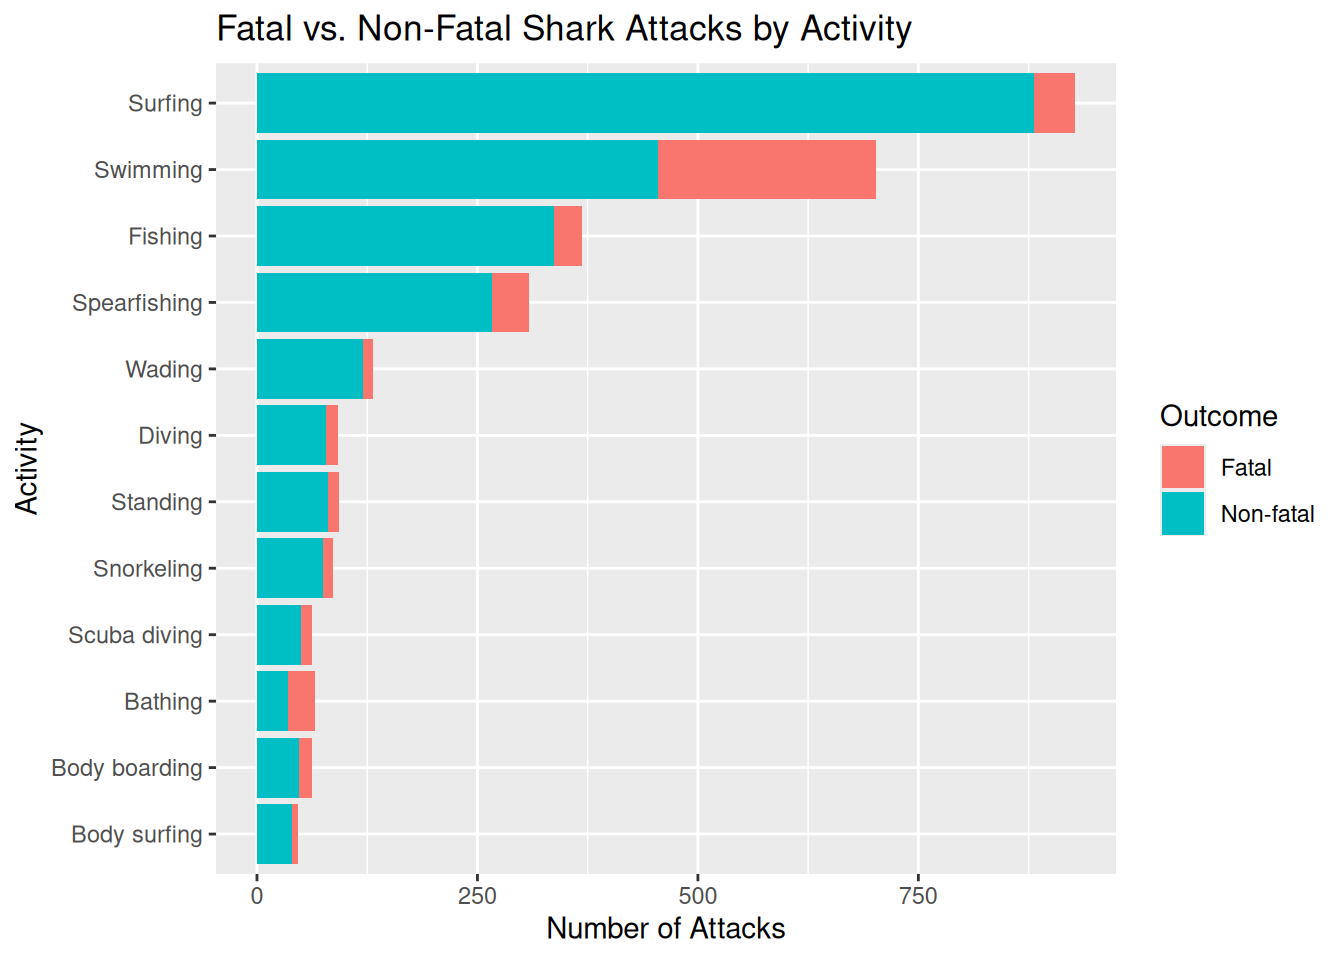 Fatal vs. Non-Fatal Shark Attacks by Activity
Surfing
Swimming
Fishing
Spearfishing
Wading
Diving
Standing
Snorkeling
Scuba diving
Bathing
Body boarding
Body surfing
Activity
0 250 500 750
Number of Attacks
Outcome
Fatal
Non-fatal